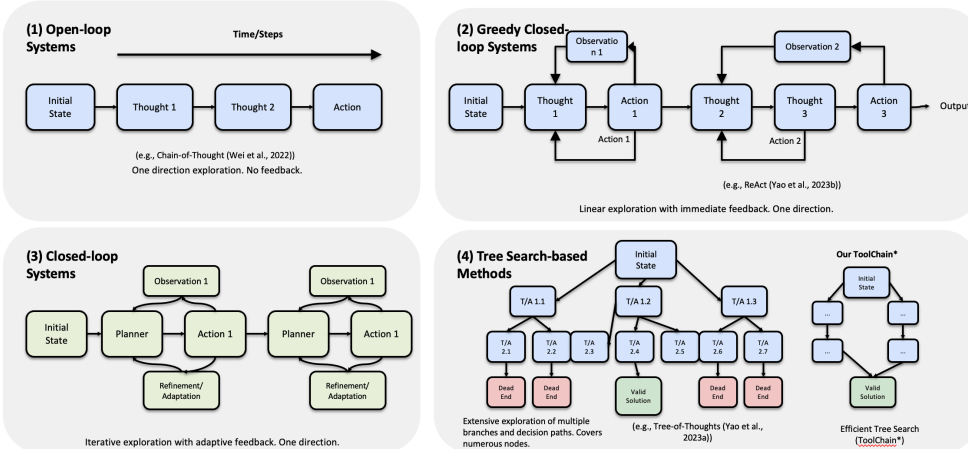 (1) Open-loop
Systems
Time/Steps
Initial
State
Thought 1
Thought 2
Action
(e.g., Chain-of-Thought (Wei et al., 2022))
One direction exploration. No feedback.
(2) Greedy Closed-
loop Systems
Observatio
n 1
Observation 2
Initial
State
Thought
1
Action
1
Thought
2
Thought
3
Action
3
Output
Action 1
Action 2
(e.g., ReAct (Yao et al., 2023b))
Linear exploration with immediate feedback. One direction.
(3) Closed-loop
Systems
Observation 1
Observation 1
Initial
State
Planner
Action 1
Planner
Action 1
Refinement/
Adaptation
Refinement/
Adaptation
Iterative exploration with adaptive feedback. One direction.
(4) Tree Search-based
Methods
Initial
State
T/A 1.1
T/A 1.2
T/A 1.3
T/A
2.1
T/A
2.2
T/A
2.3
T/A
2.4
T/A
2.5
T/A
2.6
T/A
2.7
Dead
End
Dead
End
Valid
Solution
Dead
End
Dead
End
Extensive exploration of multiple
branches and decision paths. Covers
numerous nodes.
(e.g., Tree-of-Thoughts (Yao et al.,
2023a))
Our ToolChain*
Initial
State
...
...
...
...
Valid
Solution
Efficient Tree Search
(ToolChain*)